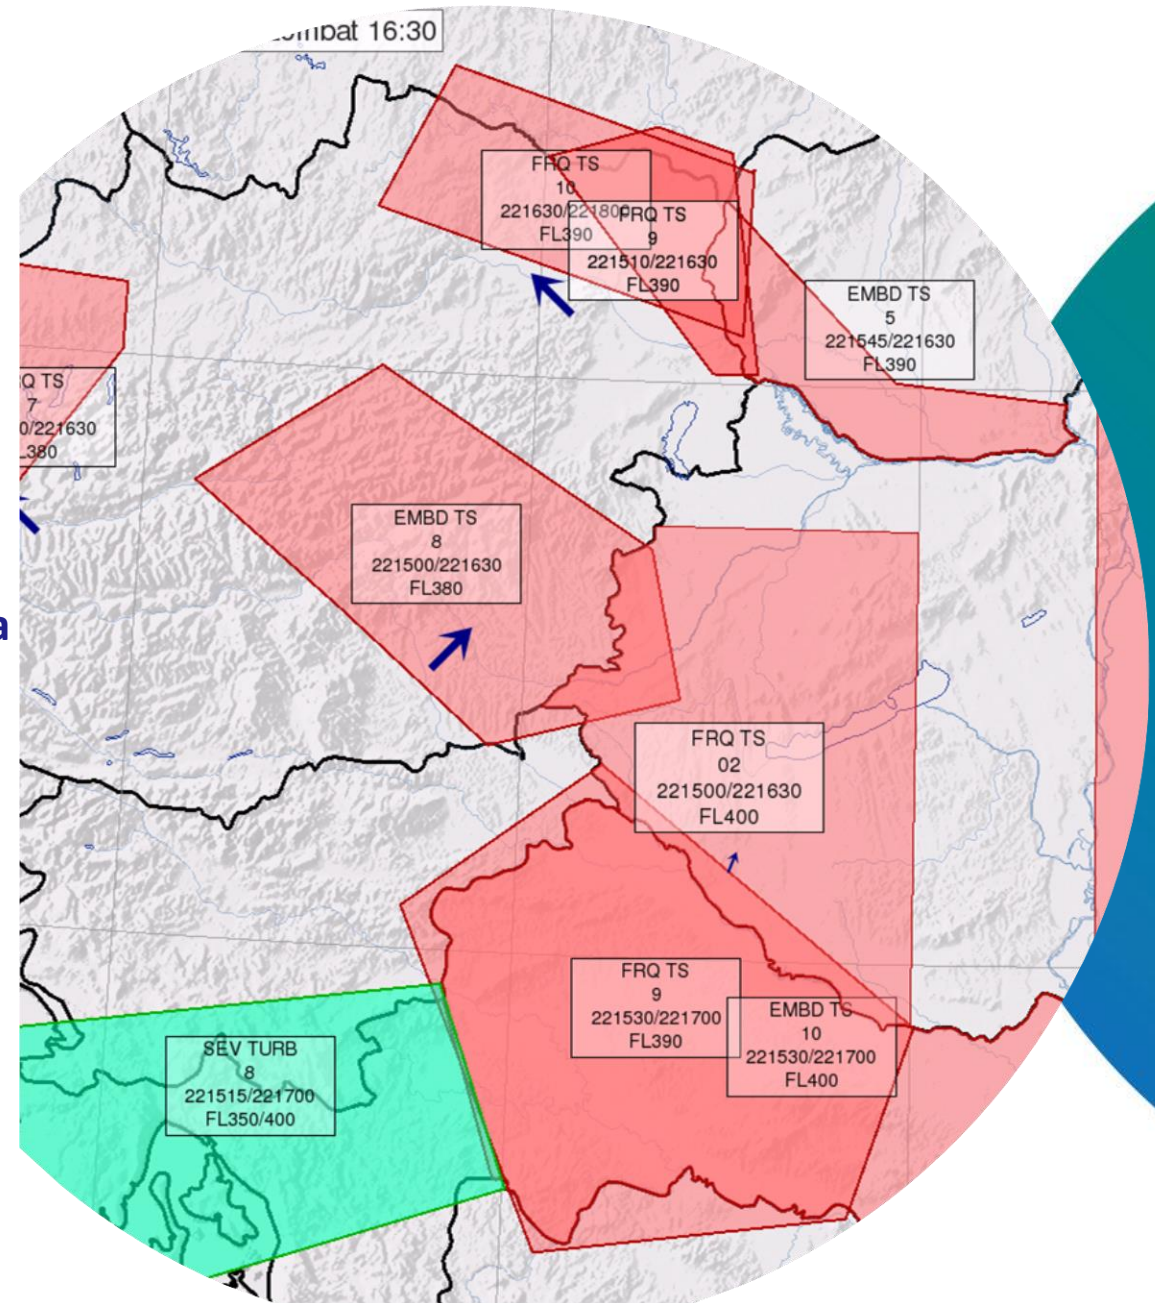 16:30
FRQ TS
10
221630/221800
FL390
FRQ TS
9
221510/221630
FL390
EMBD TS
5
221545/221630
FL390
TS
7
/221630
EMBD TS
8
221500/221630
FL380
FRQ TS
02
221500/221630
FL400
FRQ TS
9
221530/221700
FL390
EMBD TS
10
221530/221700
FL400
SEV TURB
8
221515/221700
FL350/400
a